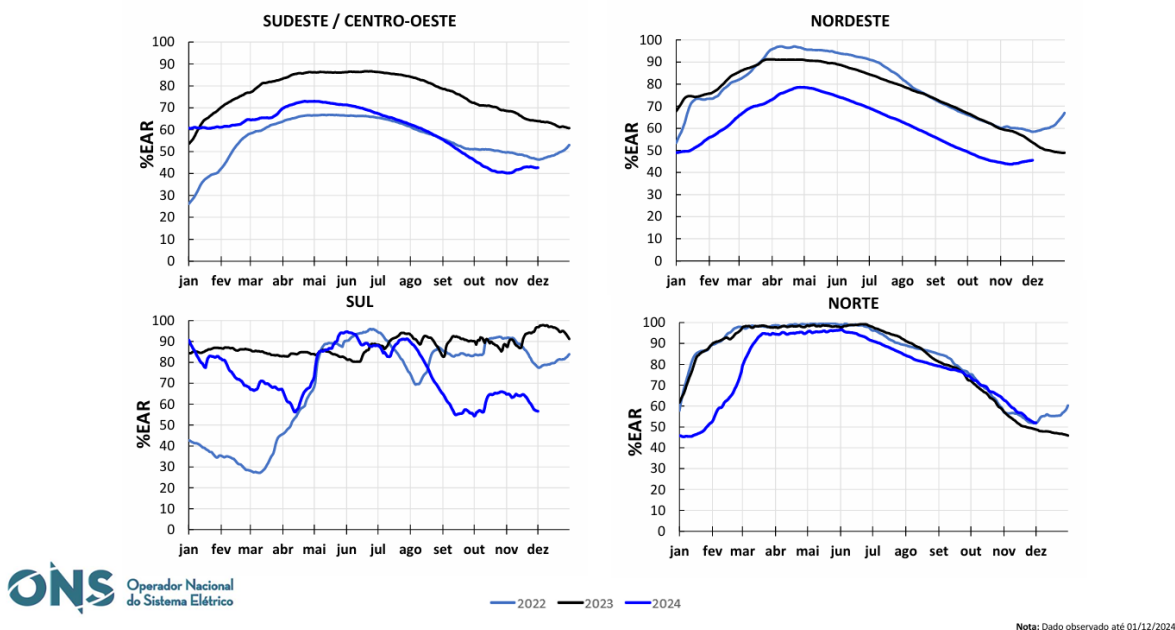 SUDESTE / CENTRO-OESTE
%EAR
100
90
80
70
60
50
40
30
20
10
0
jan fev mar abr mai jun jul ago set out nov dez
NORDESTE
%EAR
100
90
80
70
60
50
40
30
20
10
0
jan fev mar abr mai jun jul ago set out nov dez
SUL
%EAR
100
90
80
70
60
50
40
30
20
10
0
jan fev mar abr mai jun jul ago set out nov dez
NORTE
%EAR
100
90
80
70
60
50
40
30
20
10
0
jan fev mar abr mai jun jul ago set out nov dez
ONS
Operador Nacional
do Sistema Elétrico
2022 2023 2024
Nota: Dado observado até 01/12/2024